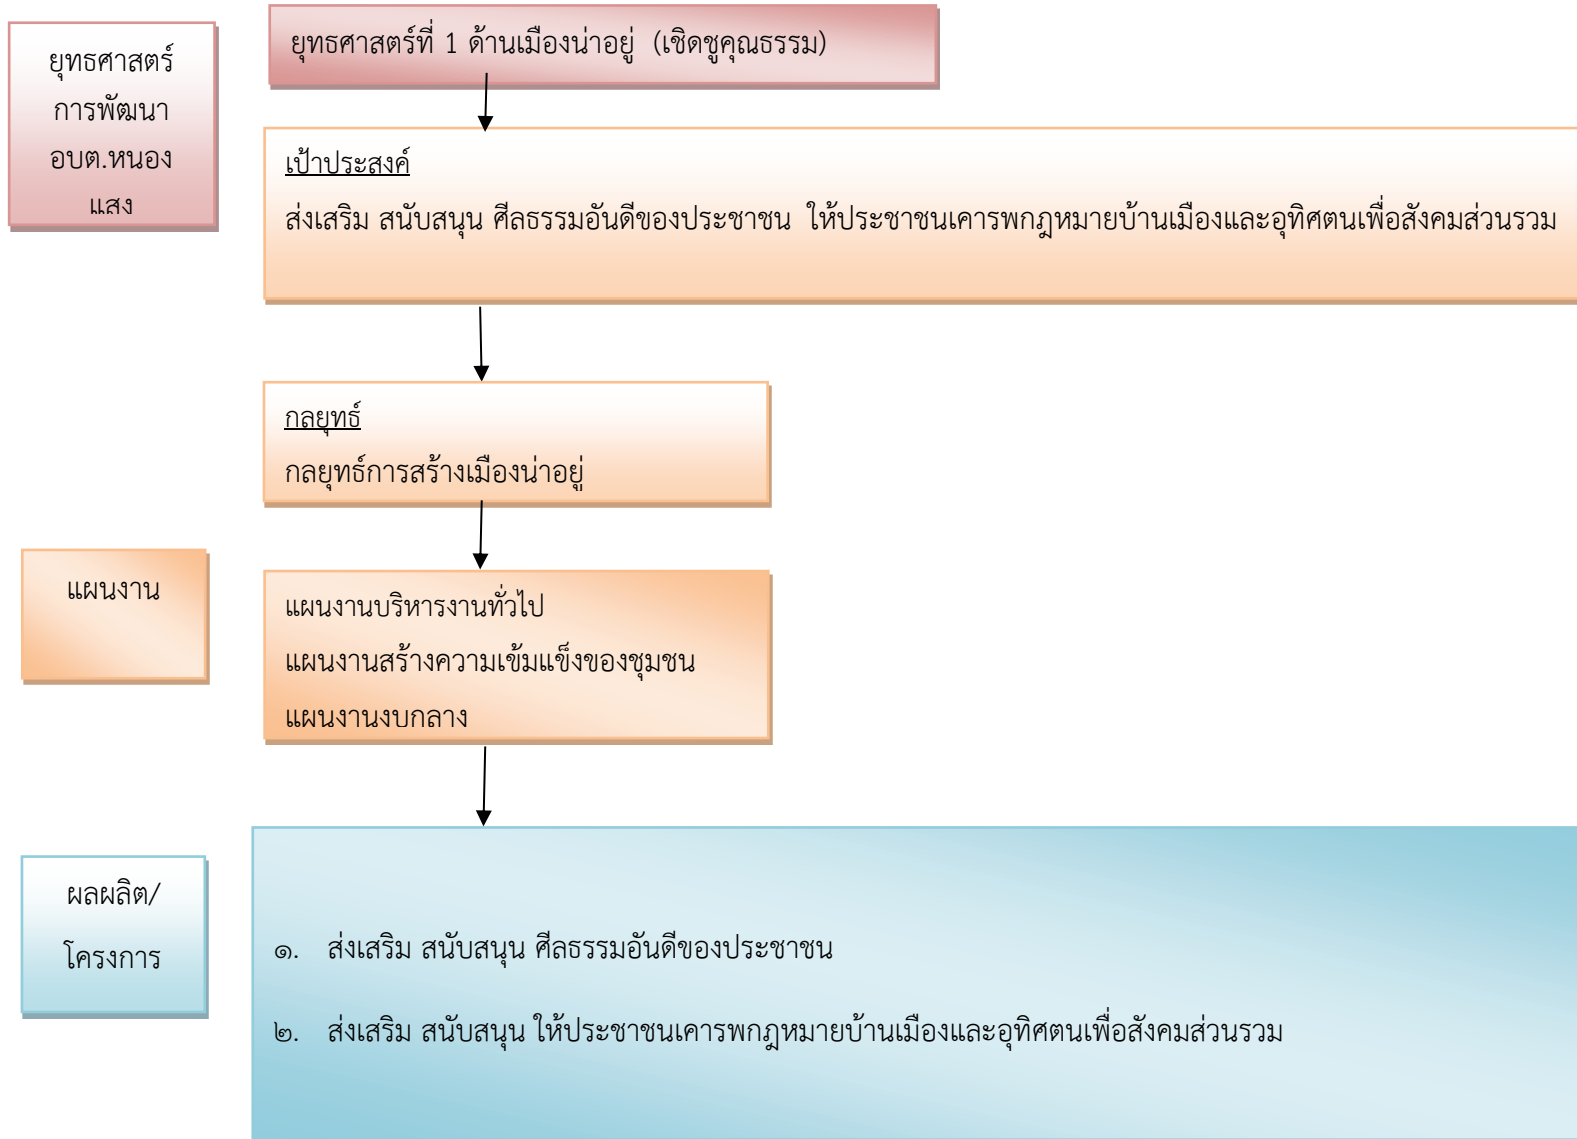 ยุทธศาสตร์
การพัฒนา
อบต.หนอง
แสง
ยุทธศาสตร์ที่ 1 ด้านเมืองน่าอยู่ (เชิดชูคุณธรรม)
เป้าประสงค์
ส่งเสริม สนับสนุน ศีลธรรมอันดีของประชาชน ให้ประชาชนเคารพกฎหมายบ้านเมืองและอุทิศตนเพื่อสังคมส่วนรวม
กลยุทธ์
กลยุทธ์การสร้างเมืองน่าอยู่
แผนงาน
แผนงานบริหารงานทั่วไป
แผนงานสร้างความเข้มแข็งของชุมชน
แผนงานงบกลาง
ผลผลิต/
โครงการ
๑. ส่งเสริม สนับสนุน ศีลธรรมอันดีของประชาชน
๒. ส่งเสริม สนับสนุน ให้ประชาชนเคารพกฎหมายบ้านเมืองและอุทิศตนเพื่อสังคมส่วนรวม